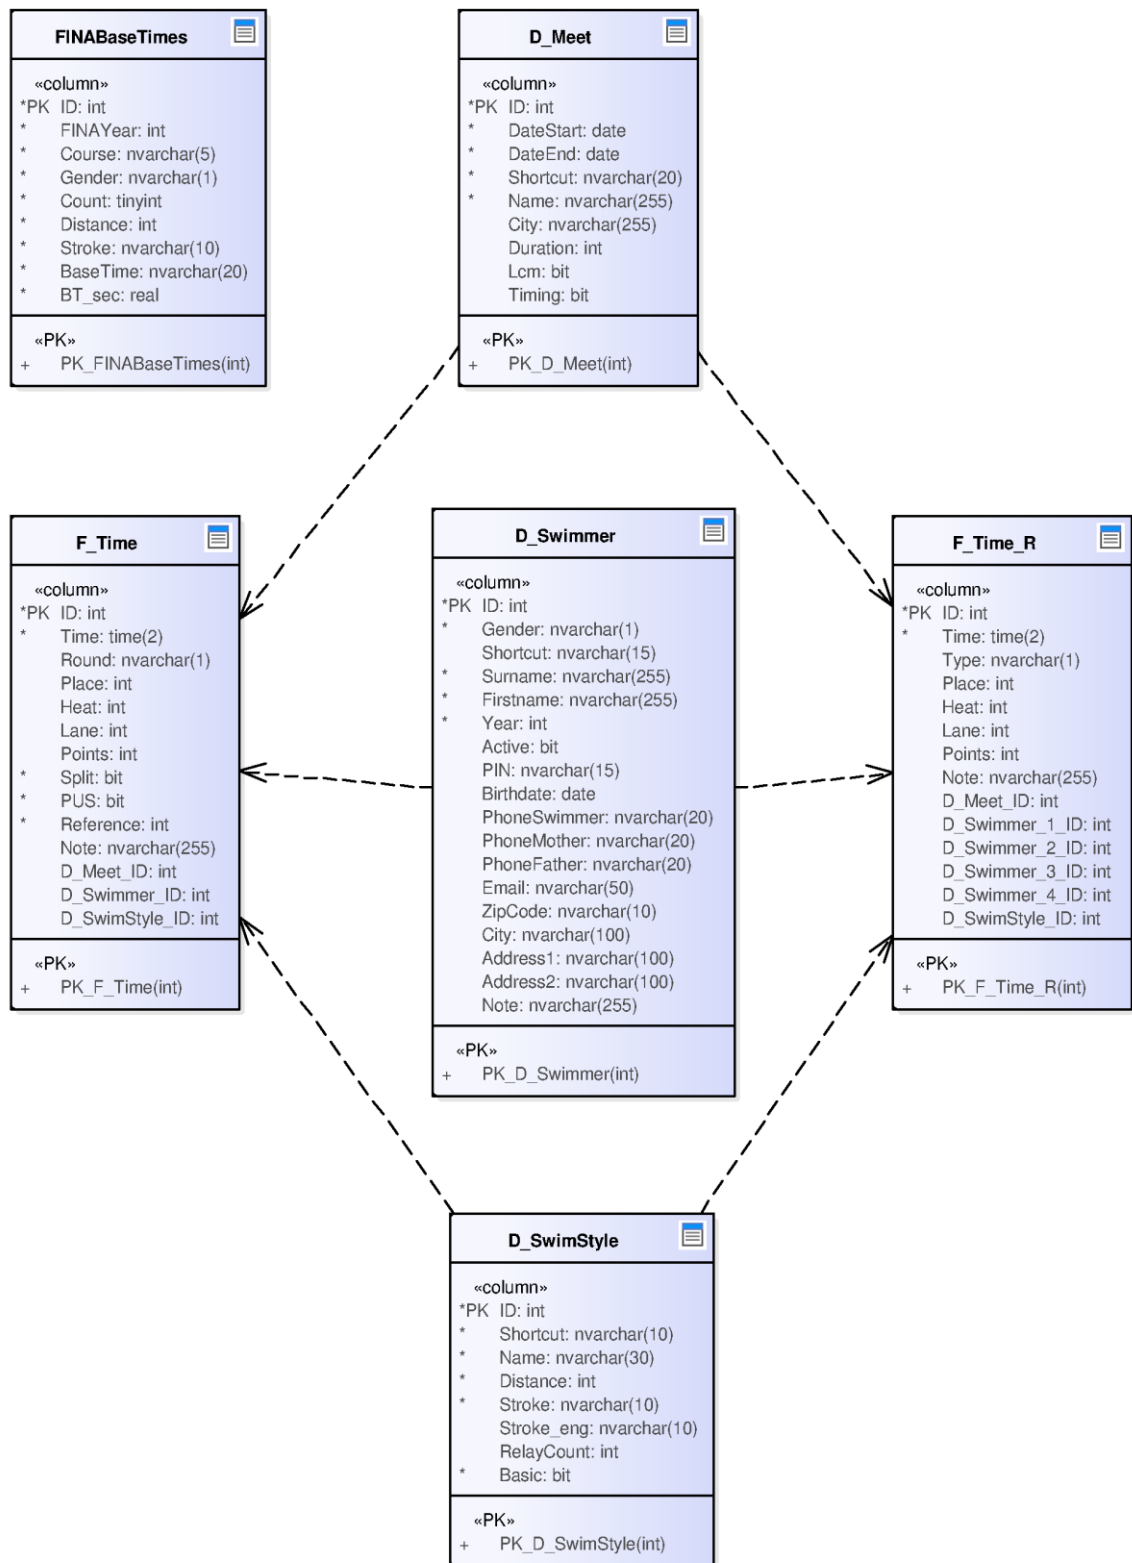 FINABaseTimes
«column»
*PK ID: int
* FINAYear: int
* Course: nvarchar(5)
* Gender: nvarchar(1)
* Count: tinyint
* Distance: int
* Stroke: nvarchar(10)
* BaseTime: nvarchar(20)
* BT_sec: real
«PK»
+ PK_FINABaseTimes(int)
D_Meet
«column»
*PK ID: int
* DateStart: date
* DateEnd: date
* Shortcut: nvarchar(20)
* Name: nvarchar(255)
City: nvarchar(255)
Duration: int
Lcm: bit
Timing: bit
«PK»
+ PK_D_Meet(int)
F_Time
«column»
*PK ID: int
* Time: time(2)
Round: nvarchar(1)
Place: int
Heat: int
Lane: int
Points: int
* Split: bit
* PUS: bit
* Reference: int
Note: nvarchar(255)
D_Meet_ID: int
D_Swimmer_ID: int
D_SwimStyle_ID: int
«PK»
+ PK_F_Time(int)
D_Swimmer
«column»
*PK ID: int
* Gender: nvarchar(1)
Shortcut: nvarchar(15)
* Surname: nvarchar(255)
* Firstname: nvarchar(255)
* Year: int
Active: bit
PIN: nvarchar(15)
Birthdate: date
PhoneSwimmer: nvarchar(20)
PhoneMother: nvarchar(20)
PhoneFather: nvarchar(20)
Email: nvarchar(50)
ZipCode: nvarchar(10)
City: nvarchar(100)
Address1: nvarchar(100)
Address2: nvarchar(100)
Note: nvarchar(255)
«PK»
+ PK_D_Swimmer(int)
F_Time_R
«column»
*PK ID: int
* Time: time(2)
Type: nvarchar(1)
Place: int
Heat: int
Lane: int
Points: int
Note: nvarchar(255)
D_Meet_ID: int
D_Swimmer_1_ID: int
D_Swimmer_2_ID: int
D_Swimmer_3_ID: int
D_Swimmer_4_ID: int
D_SwimStyle_ID: int
«PK»
+ PK_F_Time_R(int)
D_SwimStyle
«column»
*PK ID: int
* Shortcut: nvarchar(10)
* Name: nvarchar(30)
* Distance: int
* Stroke: nvarchar(10)
Stroke_eng: nvarchar(10)
RelayCount: int
* Basic: bit
«PK»
+ PK_D_SwimStyle(int)